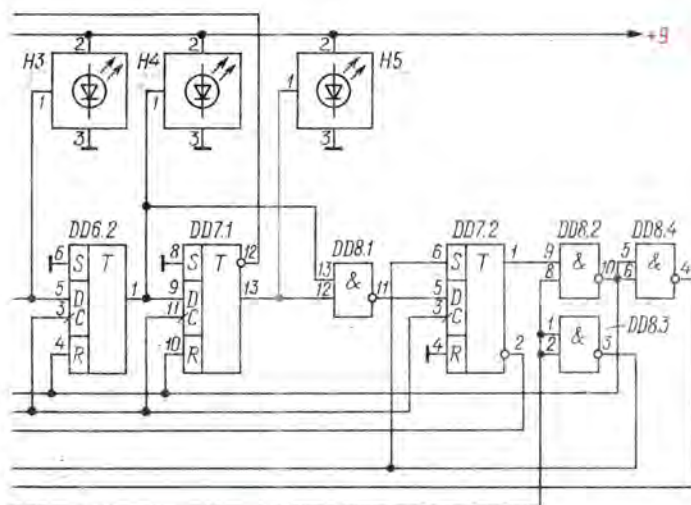 +9
H3 2 1 3
H4 2 1 3
H5 2 1 3
DD6.2 6 S T 5 D 3 C 4 R 1
DD7.1 8 S T 9 D 11 C 10 R 12 13
DD8.1 13 12 & 11
DD7.2 6 S T 5 D 3 C 4 R 1 2
DD8.2 9 8 & 10
DD8.4 5 6 & 4
DD8.3 1 2 & 3